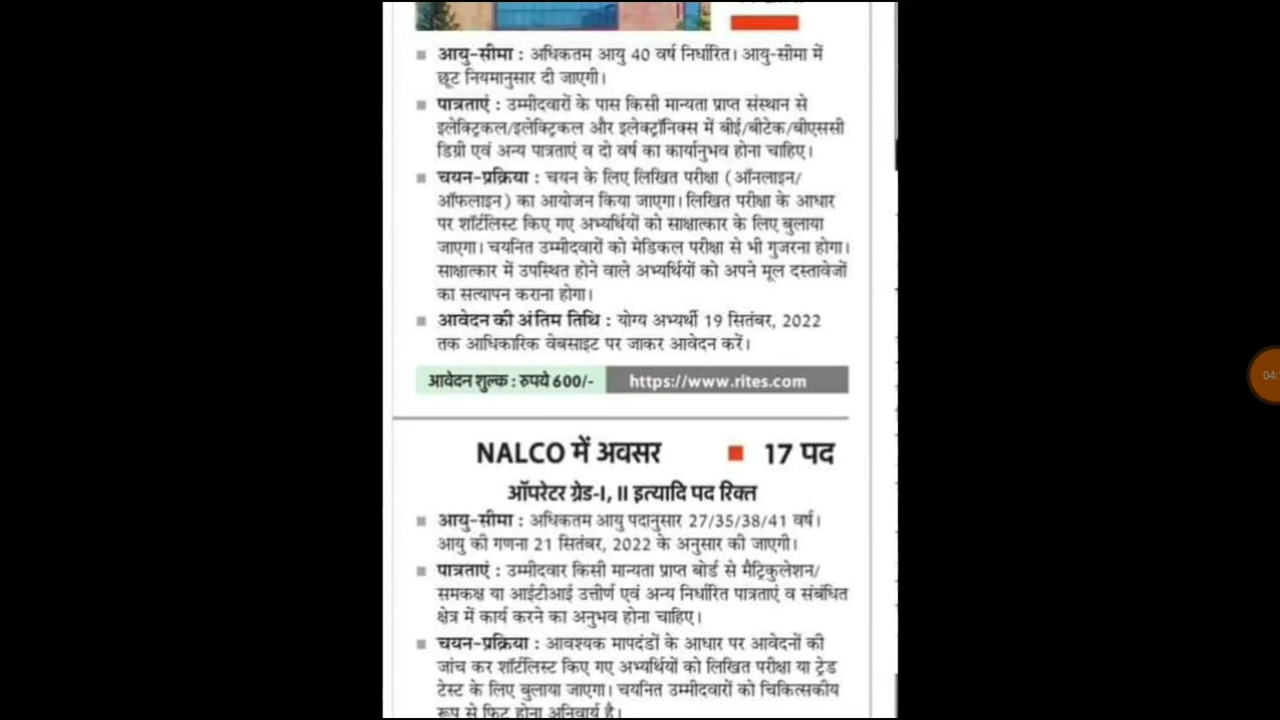 आयु-सीमा : अधिकतम आयु 40 वर्ष निर्धारित। आयु-सीमा में
छूट नियमानुसार दी जाएगी।
पात्रताएं : उम्मीदवारों के पास किसी मान्यता प्राप्त संस्थान से
इलेक्ट्रिकल/इलेक्ट्रिकल और इलेक्ट्रॉनिक्स में बीई/बीटेक/बीएससी
डिग्री एवं अन्य पात्रताएं व दो वर्ष का कार्यानुभव होना चाहिए।
चयन-प्रक्रिया : चयन के लिए लिखित परीक्षा (ऑनलाइन/
ऑफलाइन) का आयोजन किया जाएगा। लिखित परीक्षा के आधार
पर शॉर्टलिस्ट किए गए अभ्यर्थियों को साक्षात्कार के लिए बुलाया
जाएगा। चयनित उम्मीदवारों को मेडिकल परीक्षा से भी गुजरना होगा।
साक्षात्कार में उपस्थित होने वाले अभ्यर्थियों को अपने मूल दस्तावेजों
का सत्यापन कराना होगा।
आवेदन की अंतिम तिथि : योग्य अभ्यर्थी 19 सितंबर, 2022
तक आधिकारिक वेबसाइट पर जाकर आवेदन करें।
आवेदन शुल्क : रुपये 600/- https://www.rites.com
NALCO में अवसर 17 पद
ऑपरेटर ग्रेड-I, II इत्यादि पद रिक्त
आयु-सीमा : अधिकतम आयु पदानुसार 27/35/38/41 वर्ष।
आयु की गणना 21 सितंबर, 2022 के अनुसार की जाएगी।
पात्रताएं : उम्मीदवार किसी मान्यता प्राप्त बोर्ड से मैट्रिकुलेशन/
समकक्ष या आईटीआई उत्तीर्ण एवं अन्य निर्धारित पात्रताएं व संबंधित
क्षेत्र में कार्य करने का अनुभव होना चाहिए।
चयन-प्रक्रिया : आवश्यक मापदंडों के आधार पर आवेदनों की
जांच कर शॉर्टलिस्ट किए गए अभ्यर्थियों को लिखित परीक्षा या ट्रेड
टेस्ट के लिए बुलाया जाएगा। चयनित उम्मीदवारों को चिकित्सकीय
रूप से फिट होना अनिवार्य है।